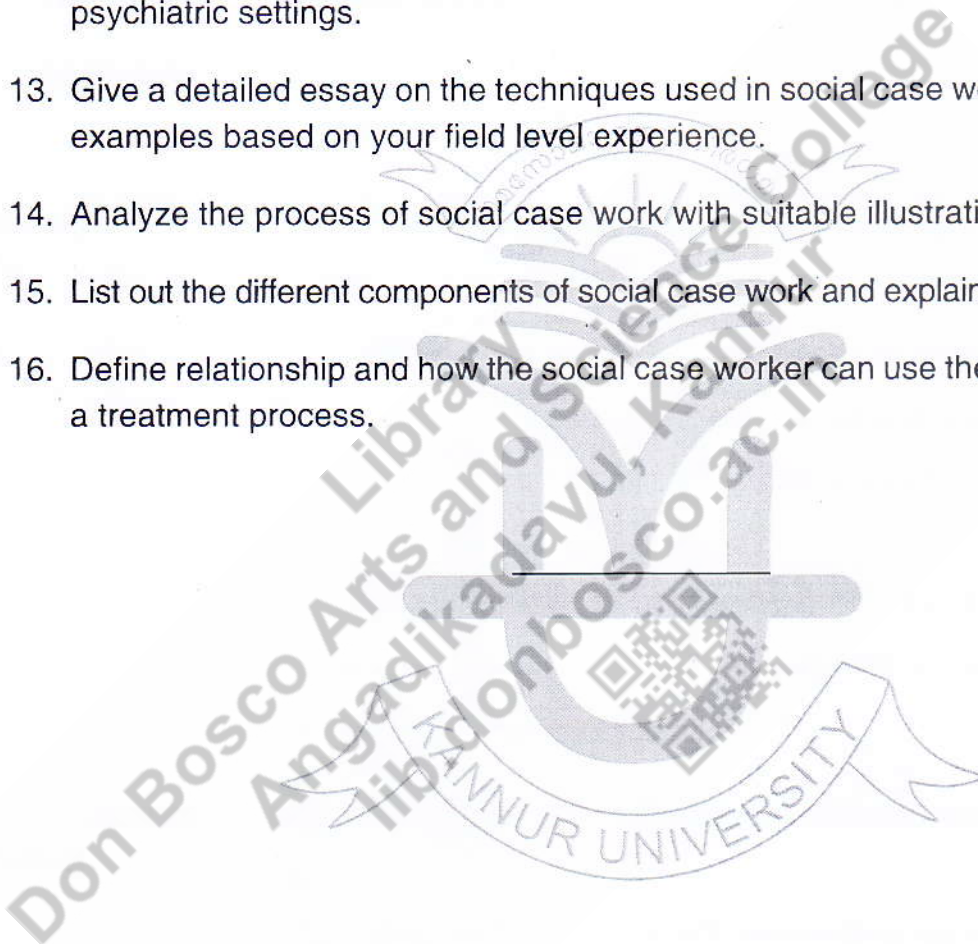 psychiatric settings.
13. Give a detailed essay on the techniques used in social case
examples based on your field level experience.
14. Analyze the process of social case work with suitable
15. List out the different components of social case work and explain
16. Define relationship and how the social case worker can use
a treatment process.
Library
Don Bosco Arts and Science College
Angadikadavu, Kannur
libdonbosco.ac.in
KANNUR UNIVERSITY